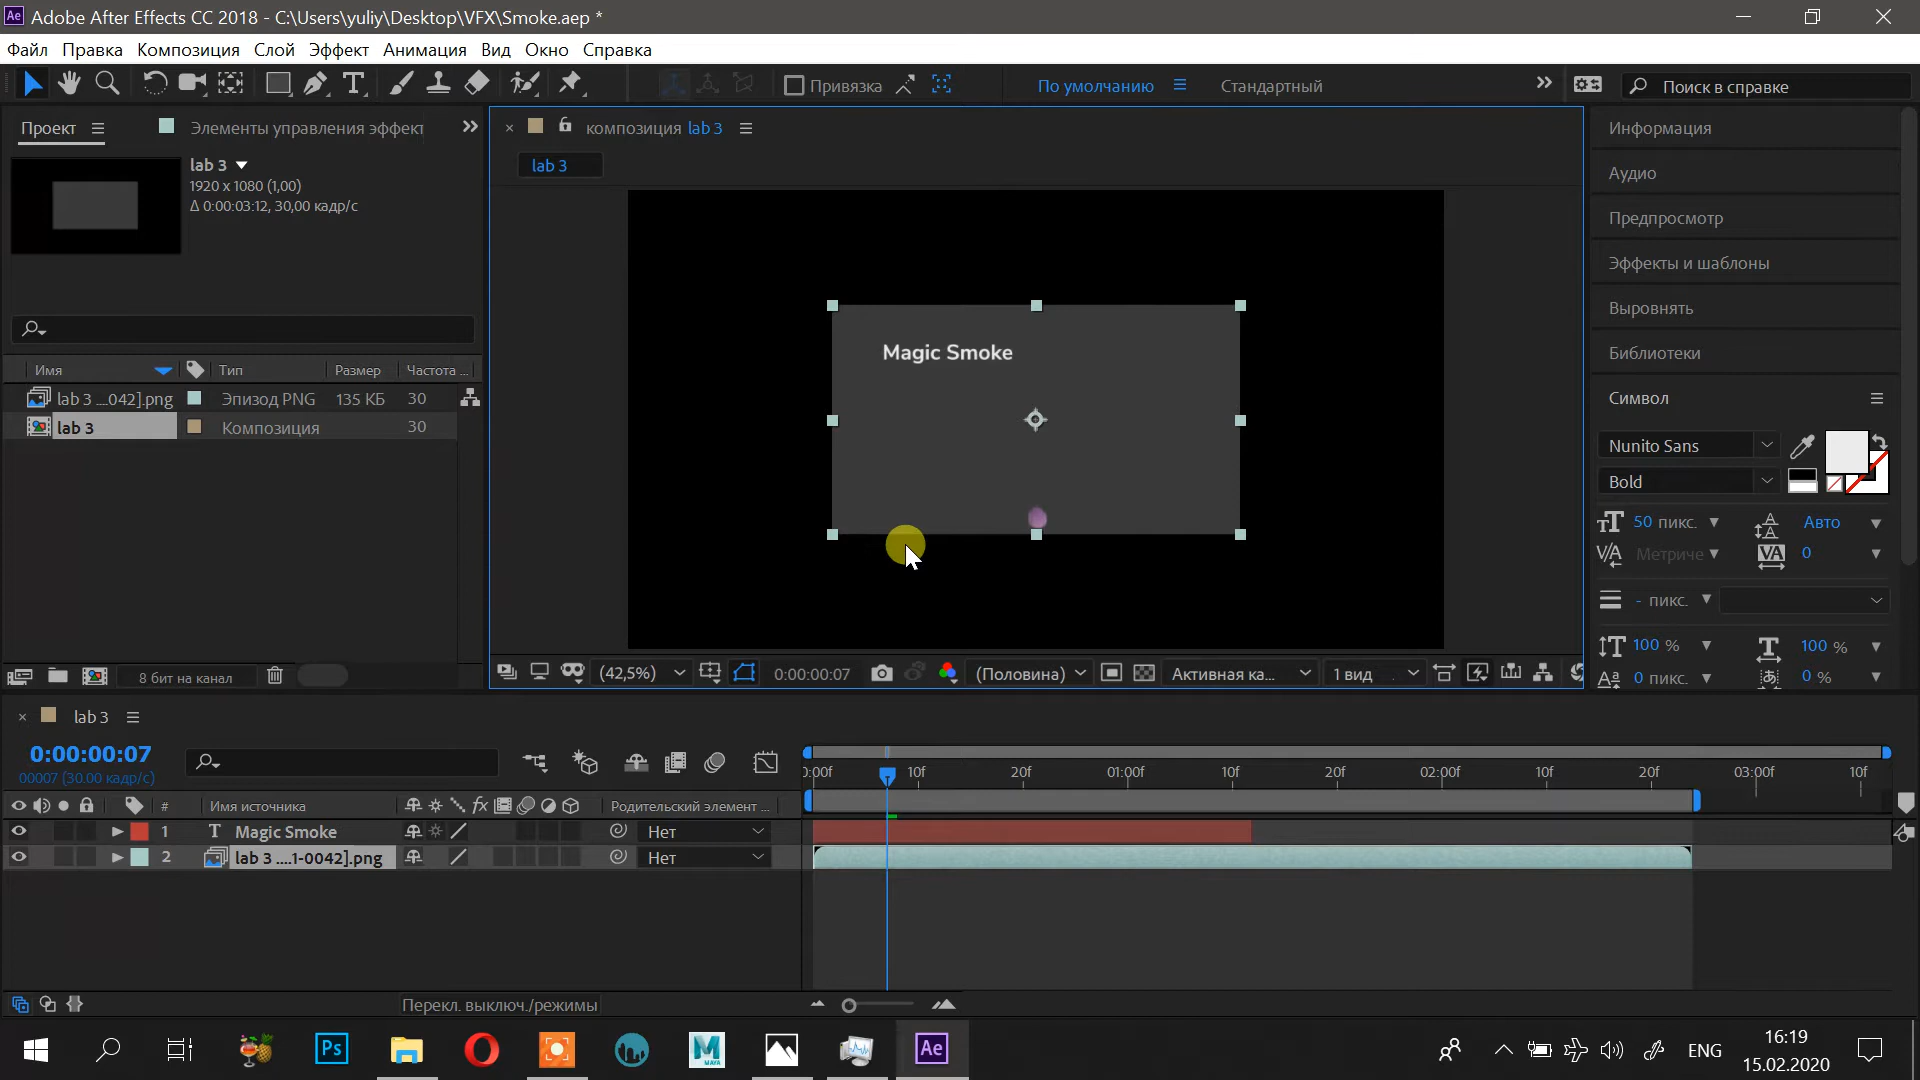 Adobe After Effects CC 2018 - C:\Users\yuliy\Desktop\VFX\Smoke.aep *
Файл Правка Композиция Слой Эффект Анимация Вид Окно Справка
Привязка По умолчанию Стандартный Поиск в справке
Проект Элементы управления эффект
композиция lab 3
lab 3
lab 3
1920 x 1080 (1,00)
Δ 0:00:03:12, 30,00 кадр/с
Имя Тип Размер Частота ...
lab 3 ...042].png Эпизод PNG 135 КБ 30
lab 3 Композиция 30
8 бит на канал
Magic Smoke
(42,5%) 0:00:00:07 (Половина) Активная ка... 1 вид
Информация
Аудио
Предпросмотр
Эффекты и шаблоны
Выровнять
Библиотеки
Символ
Nunito Sans
Bold
50 пикс. Авто
Метриче 0
- пикс.
100 % 100 %
0 пикс. 0 %
lab 3
0:00:00:07
00007 (30.00 кадр/с)
0:00f 10f 20f 01:00f 10f 20f 02:00f 10f 20f 03:00f 10f
# Имя источника fx Родительский элемент ...
1 T Magic Smoke Нет
2 lab 3 ....1-0042].png Нет
Перекл. выключ./режимы
Ps MAYA Ae
ENG
16:19
15.02.2020